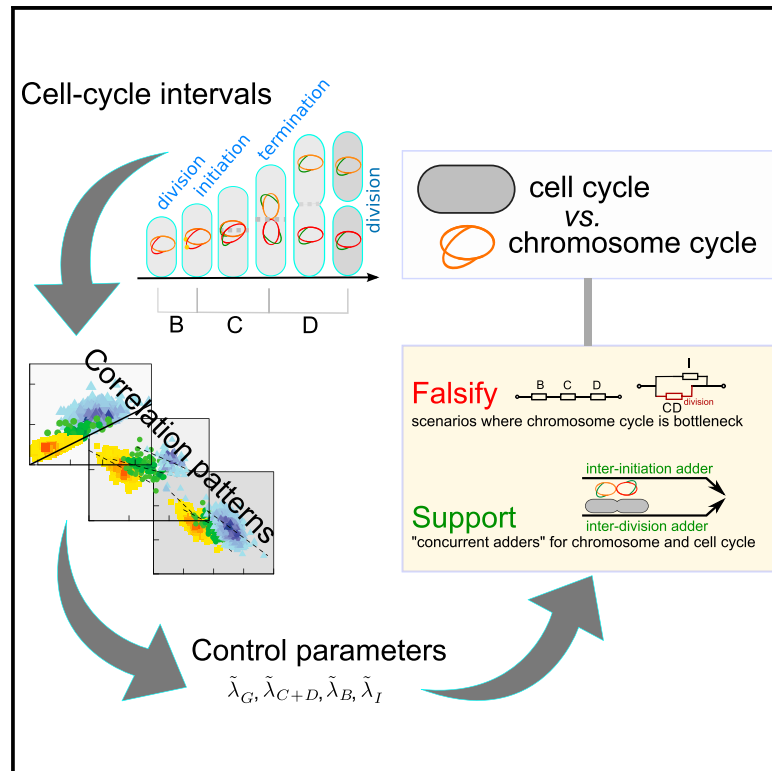 Cell-cycle intervals
division
initiation
termination
division
B
C
D
cell cycle
vs.
chromosome cycle
Correlation patterns
Falsify
B
C
D
I
CD
division
scenarios where chromosome cycle is bottleneck
inter-initiation adder
Support
inter-division adder
"concurrent adders" for chromosome and cell cycle
Control parameters
λ̃_G, λ̃_{C+D}, λ̃_B, λ̃_I